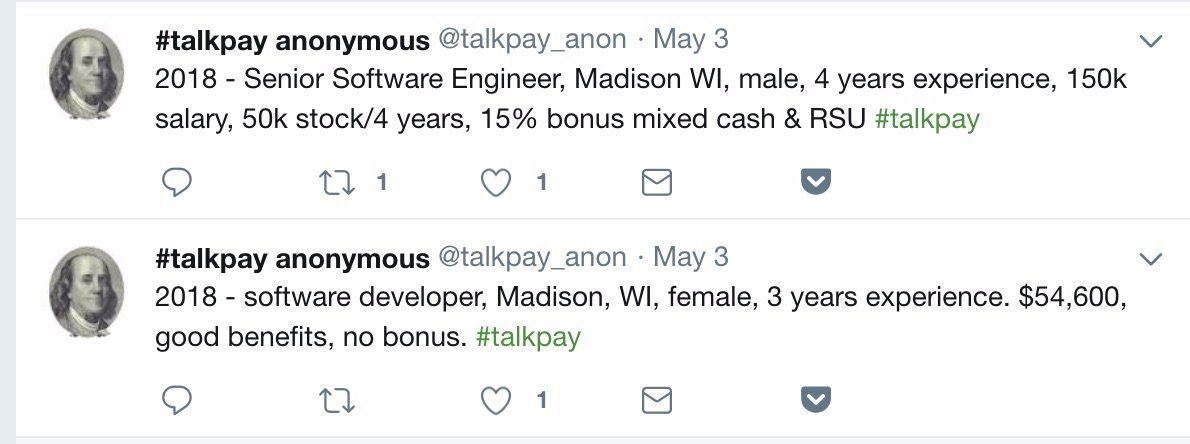 #talkpay anonymous @talkpay_anon · May 3
2018 - Senior Software Engineer, Madison WI, male, 4 years experience, 150k
salary, 50k stock/4 years, 15% bonus mixed cash & RSU #talkpay
1 1
#talkpay anonymous @talkpay_anon · May 3
2018 - software developer, Madison, WI, female, 3 years experience. $54,600,
good benefits, no bonus. #talkpay
1